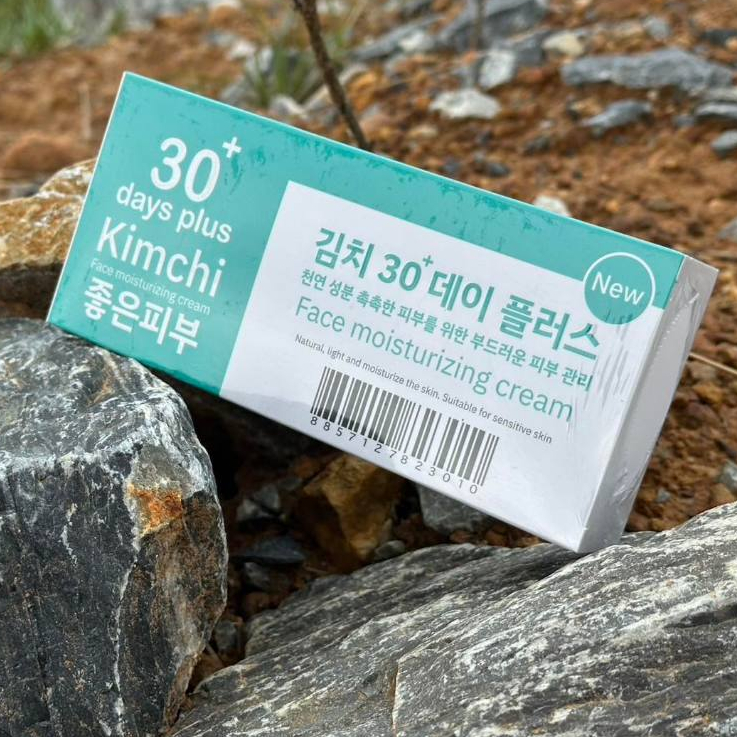 30+
days plus
Kimchi
Face moisturizing cream
좋은피부
김치 30+ 데이 플러스
천연 성분 촉촉한 피부를 위한 부드러운 피부 관리
Face moisturizing cream
Natural, light and moisturize the skin. Suitable for sensitive skin
8857127823010
New